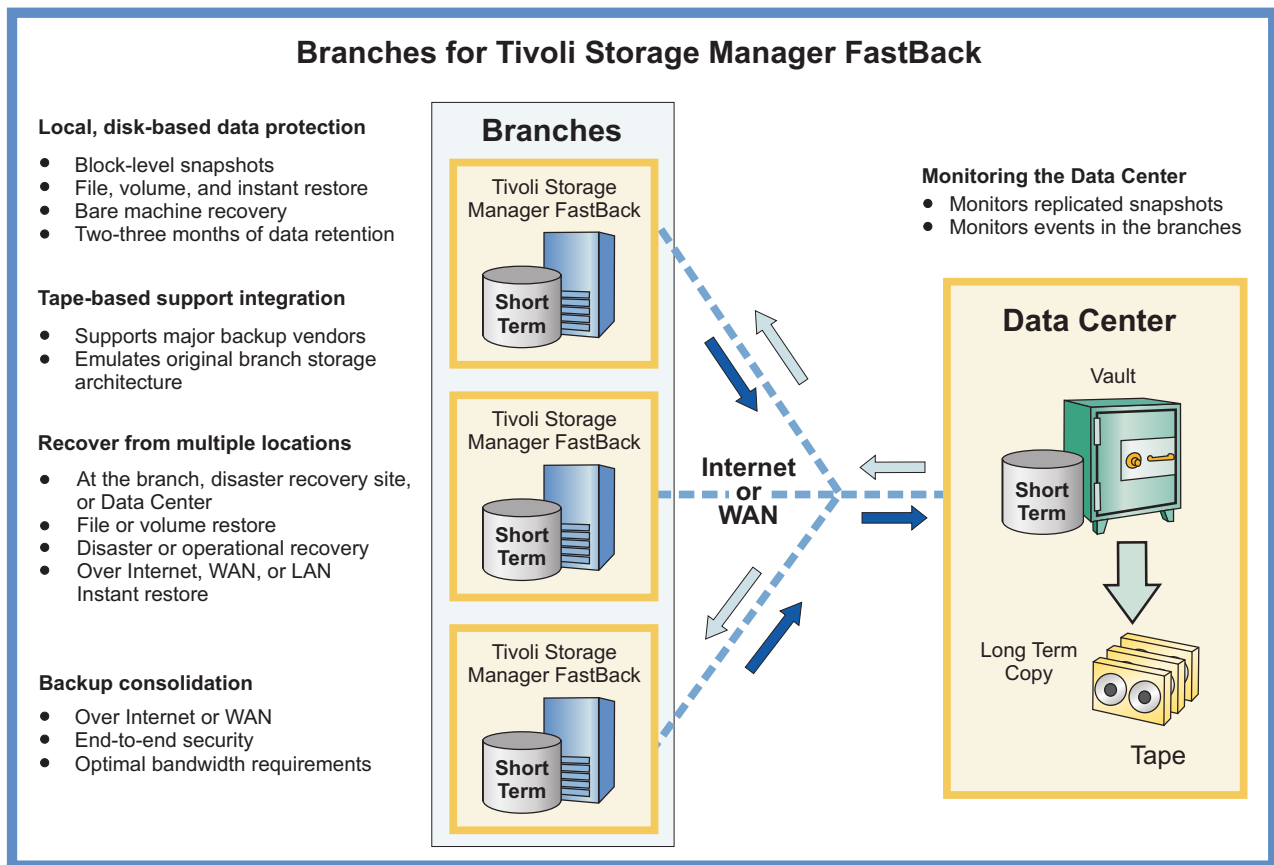 Branches for Tivoli Storage Manager FastBack
Local, disk-based data protection
● Block-level snapshots
● File, volume, and instant restore
● Bare machine recovery
● Two-three months of data retention
Tape-based support integration
● Supports major backup vendors
● Emulates original branch storage
architecture
Recover from multiple locations
● At the branch, disaster recovery site,
or Data Center
● File or volume restore
● Disaster or operational recovery
● Over Internet, WAN, or LAN
Instant restore
Backup consolidation
● Over Internet or WAN
● End-to-end security
● Optimal bandwidth requirements
Branches
Tivoli Storage
Manager FastBack
Short
Term
Tivoli Storage
Manager FastBack
Short
Term
Tivoli Storage
Manager FastBack
Short
Term
Internet
or
WAN
Monitoring the Data Center
● Monitors replicated snapshots
● Monitors events in the branches
Data Center
Vault
Short
Term
Long Term
Copy
Tape